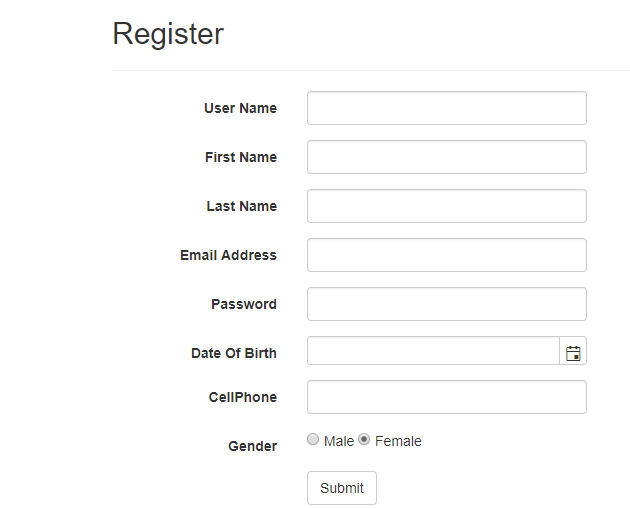 Register
User Name
First Name
Last Name
Email Address
Password
Date Of Birth
CellPhone
Gender Male Female
Submit